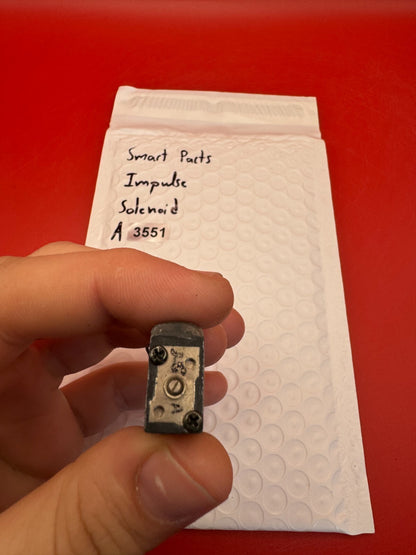 Smart Parts
Impulse
Solenoid
A 3551